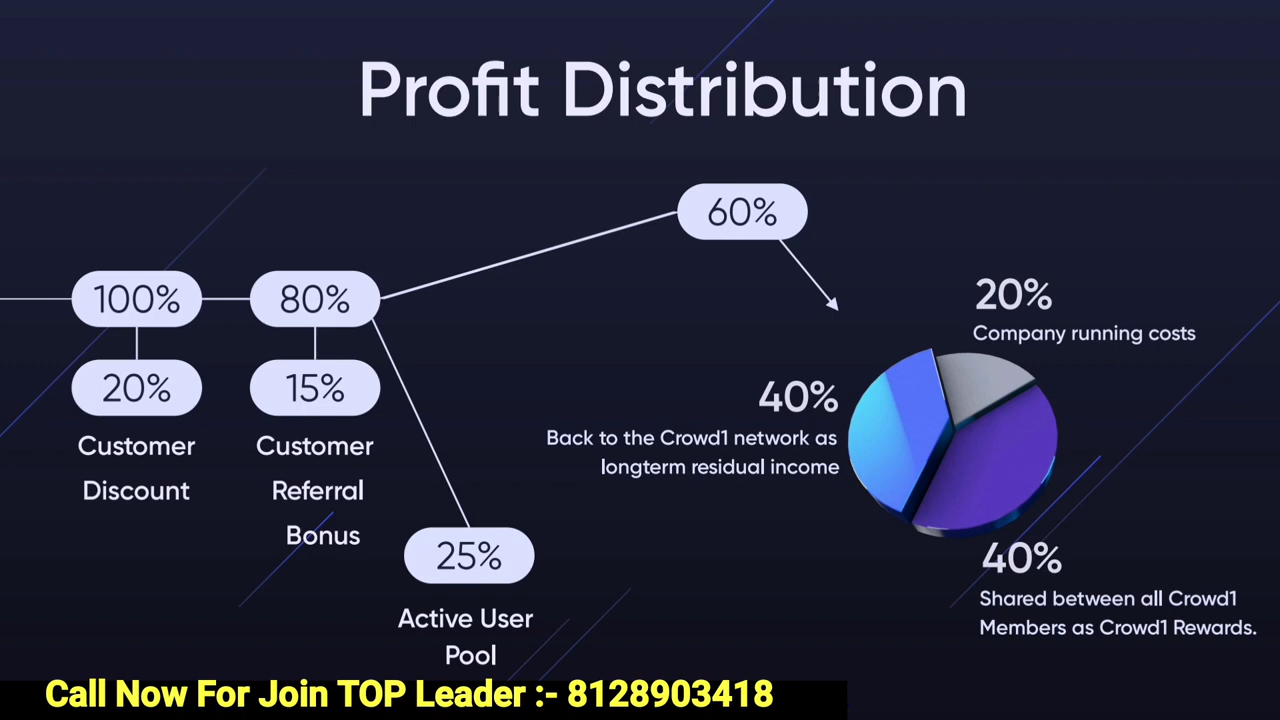 Profit Distribution
60%
100%
80%
20%
Customer
Discount
15%
Customer
Referral
Bonus
25%
Active User
Pool
20%
Company running costs
40%
Back to the Crowd1 network as
longterm residual income
40%
Shared between all Crowd1
Members as Crowd1 Rewards.
Call Now For Join TOP Leader :- 8128903418